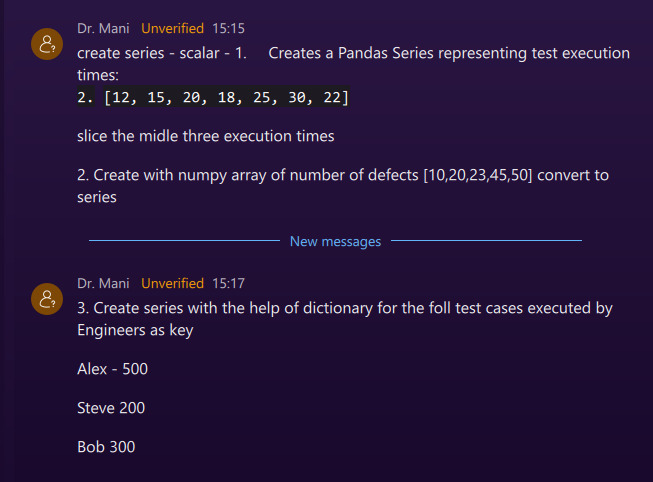 Dr. Mani Unverified 15:15
create series - scalar - 1. Creates a Pandas Series representing test execution
times:
2. [12, 15, 20, 18, 25, 30, 22]
slice the midle three execution times
2. Create with numpy array of number of defects [10,20,23,45,50] convert to
series
New messages
Dr. Mani Unverified 15:17
3. Create series with the help of dictionary for the foll test cases executed by
Engineers as key
Alex - 500
Steve 200
Bob 300